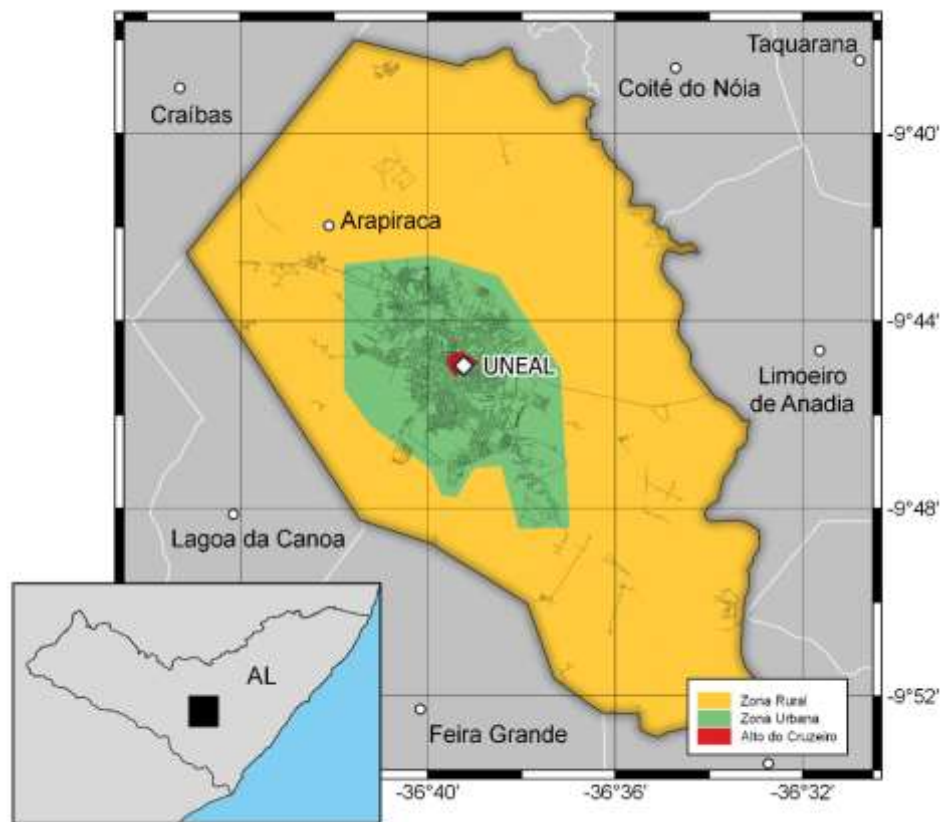 Taquarana
Coité do Nóia
Craíbas
-9°40'
Arapiraca
-9°44'
UNEAL
Limoeiro
de Anadia
-9°48'
Lagoa da Canoa
AL
-9°52'
Zona Rural
Zona Urbana
Alto do Cruzeiro
Feira Grande
-36°40'
-36°36'
-36°32'